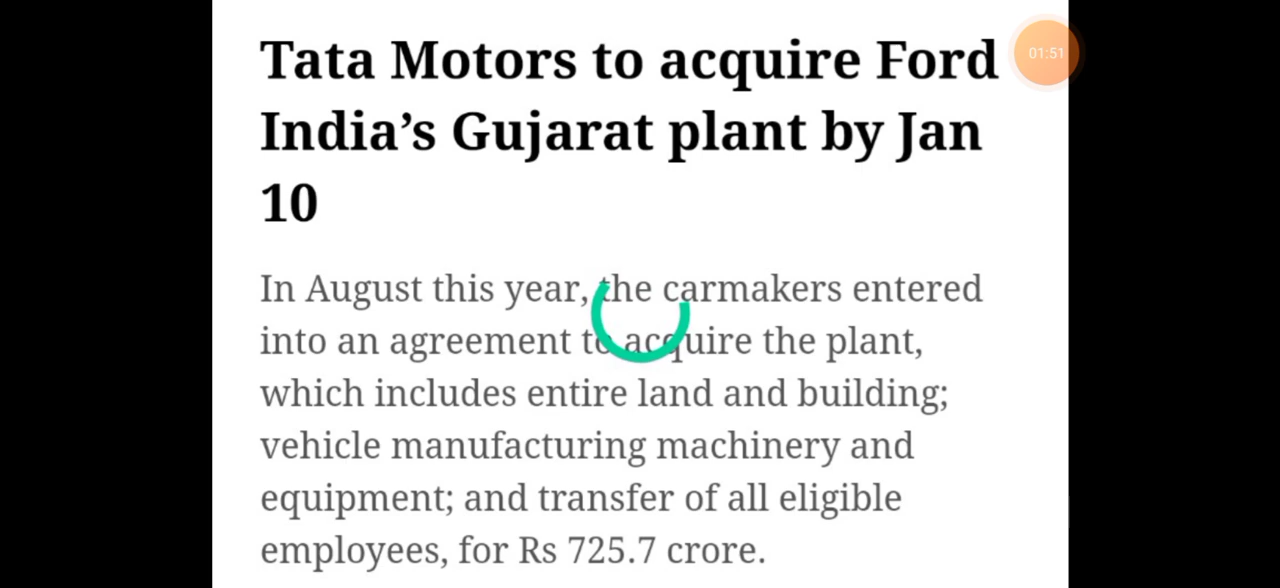 Tata Motors to acquire Ford
India’s Gujarat plant by Jan
10
01:51
In August this year, the carmakers entered
into an agreement to acquire the plant,
which includes entire land and building;
vehicle manufacturing machinery and
equipment; and transfer of all eligible
employees, for Rs 725.7 crore.